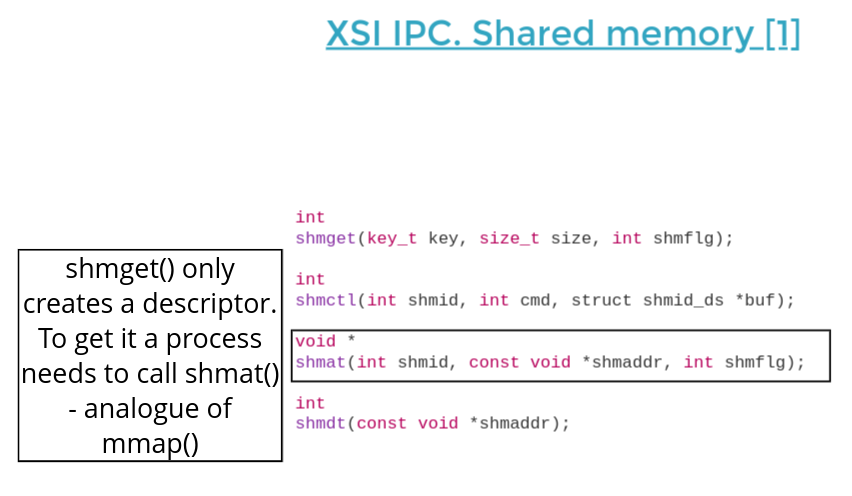 XSI IPC. Shared memory [1]
int
shmget(key_t key, size_t size, int shmflg);
int
shmctl(int shmid, int cmd, struct shmid_ds *buf);
void *
shmat(int shmid, const void *shmaddr, int shmflg);
int
shmdt(const void *shmaddr);
shmget() only
creates a descriptor.
To get it a process
needs to call shmat()
- analogue of
mmap()